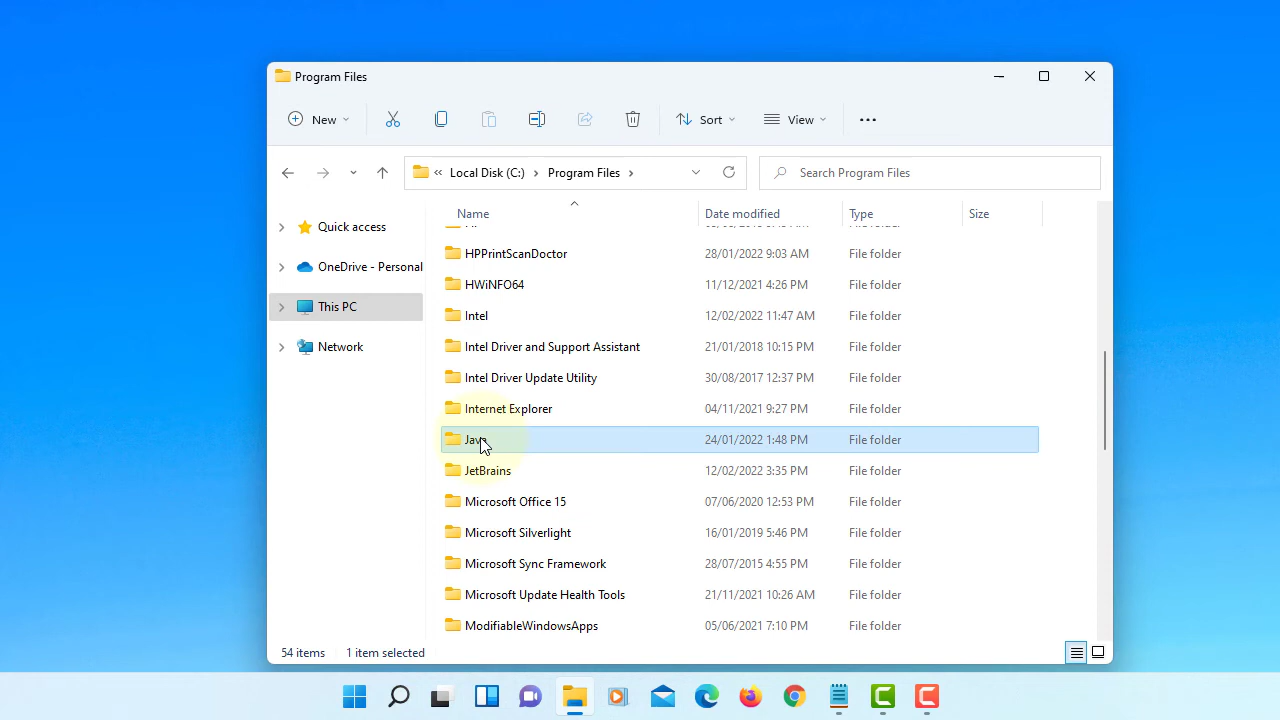 Program Files
New
Sort
View
Local Disk (C:)
Program Files
Search Program Files
Name
Date modified
Type
Size
Quick access
OneDrive - Personal
This PC
Network
HPPrintScanDoctor 28/01/2022 9:03 AM File folder
HWiNFO64 11/12/2021 4:26 PM File folder
Intel 12/02/2022 11:47 AM File folder
Intel Driver and Support Assistant 21/01/2018 10:15 PM File folder
Intel Driver Update Utility 30/08/2017 12:37 PM File folder
Internet Explorer 04/11/2021 9:27 PM File folder
Java 24/01/2022 1:48 PM File folder
JetBrains 12/02/2022 3:35 PM File folder
Microsoft Office 15 07/06/2020 12:53 PM File folder
Microsoft Silverlight 16/01/2019 5:46 PM File folder
Microsoft Sync Framework 28/07/2015 4:55 PM File folder
Microsoft Update Health Tools 21/11/2021 10:26 AM File folder
ModifiableWindowsApps 05/06/2021 7:10 PM File folder
54 items
1 item selected